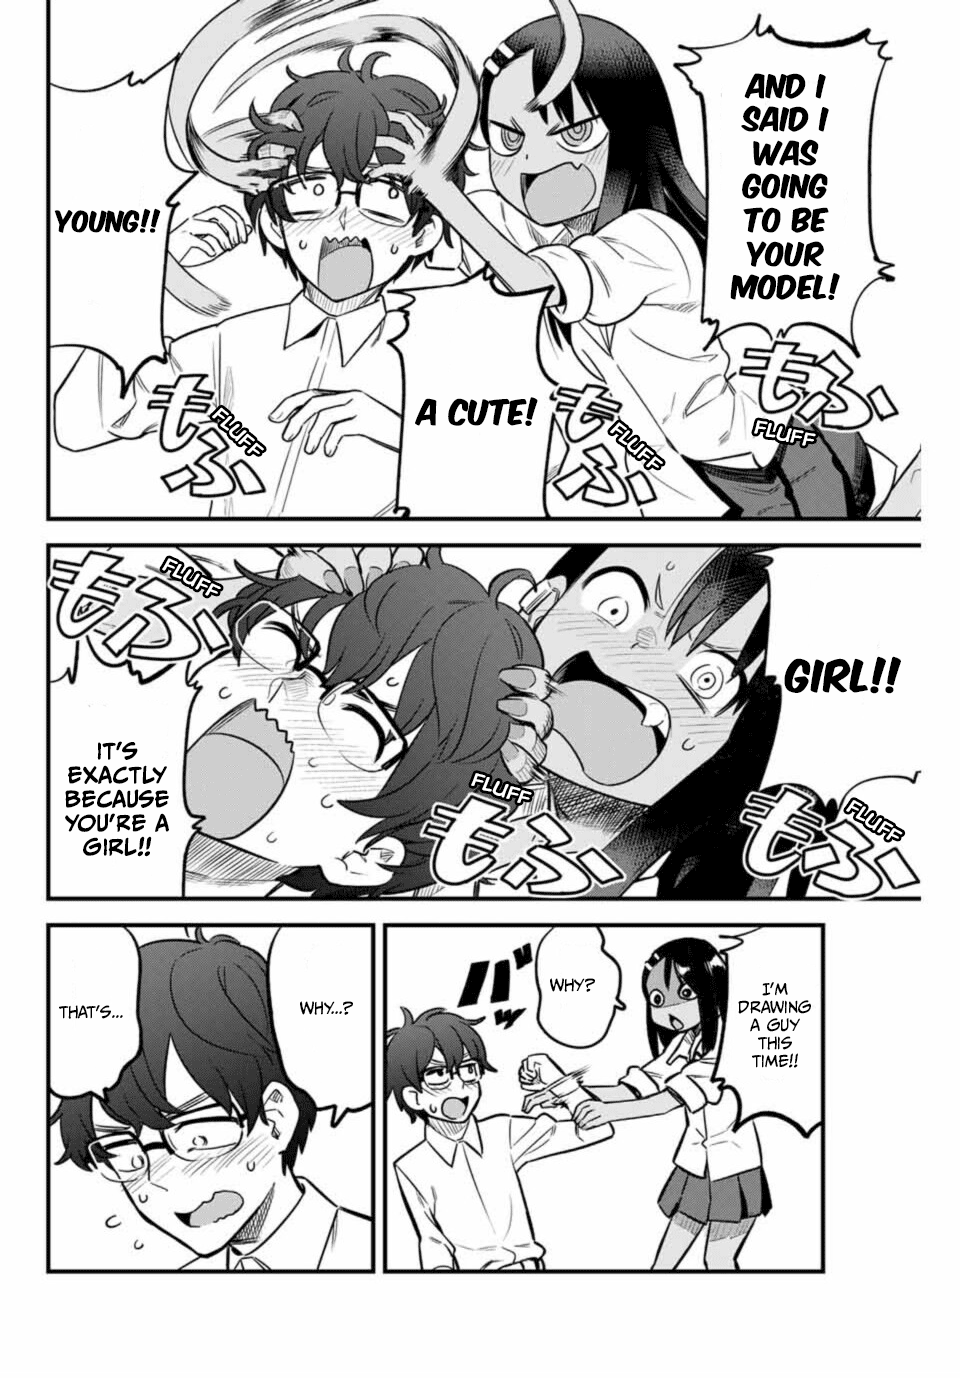 AND I
SAID I
WAS
GOING
TO BE
YOUR
MODEL!
もふ
FLUFF
A CUTE!
もふ
FLUFF
YOUNG!!
もふ
FLUFF
GIRL!!
もふ
FLUFF
もふ
FLUFF
もふ
FLUFF
IT'S
EXACTLY
BECAUSE
YOU'RE A
GIRL!!
I'M
DRAWING
A GUY
THIS
TIME!!
WHY?
バッ
WHY...?
THAT'S...